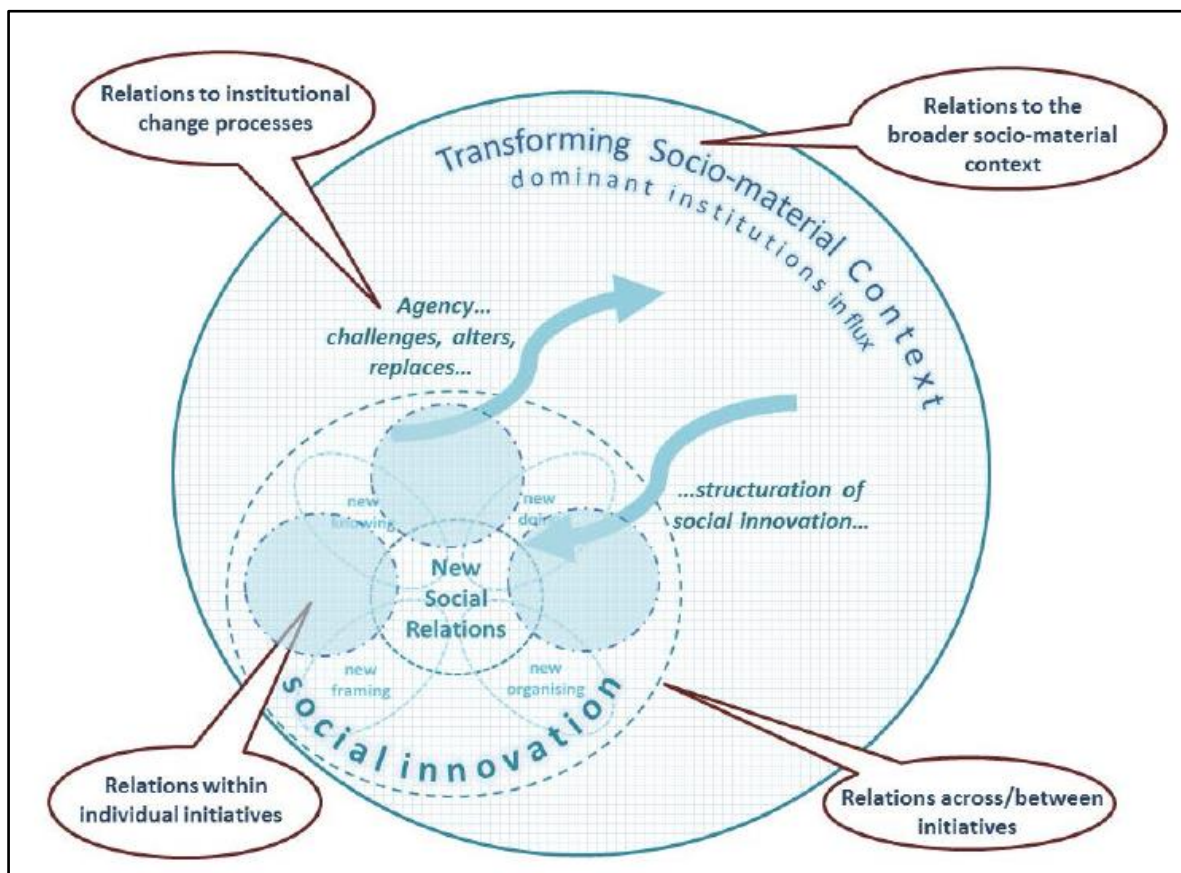 Relations to institutional
change processes
Relations to the
broader socio-material
context
Transforming Socio-material Context
dominant institutions in flux
Agency...
challenges, alters,
replaces...
...structuration of
social innovation...
new
knowing
new
doing
New
Social
Relations
new
framing
new
organising
social innovation
Relations within
individual initiatives
Relations across/between
initiatives